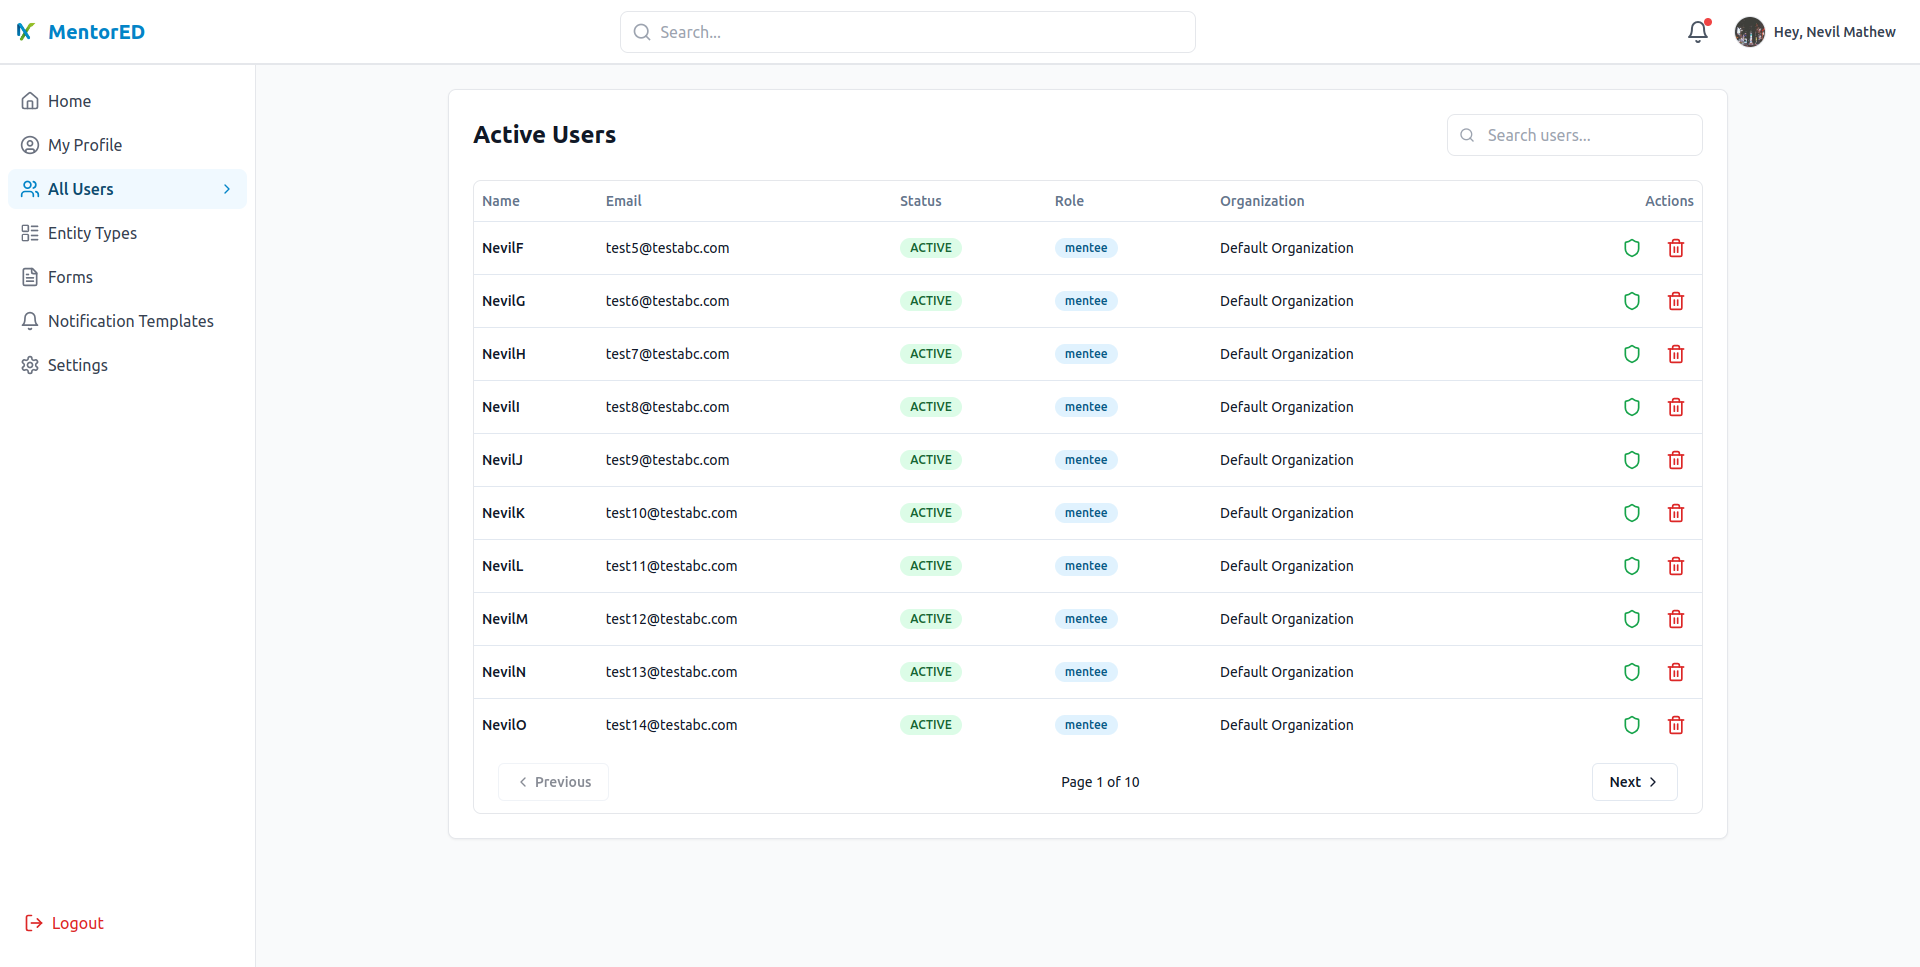 MentorED
Search...
Hey, Nevil Mathew
Home
My Profile
All Users
Entity Types
Forms
Notification Templates
Settings
Logout
Active Users
Search users...
Name Email Status Role Organization Actions
NevilF test5@testabc.com ACTIVE mentee Default Organization
NevilG test6@testabc.com ACTIVE mentee Default Organization
NevilH test7@testabc.com ACTIVE mentee Default Organization
NevilI test8@testabc.com ACTIVE mentee Default Organization
NevilJ test9@testabc.com ACTIVE mentee Default Organization
NevilK test10@testabc.com ACTIVE mentee Default Organization
NevilL test11@testabc.com ACTIVE mentee Default Organization
NevilM test12@testabc.com ACTIVE mentee Default Organization
NevilN test13@testabc.com ACTIVE mentee Default Organization
NevilO test14@testabc.com ACTIVE mentee Default Organization
Previous Page 1 of 10 Next